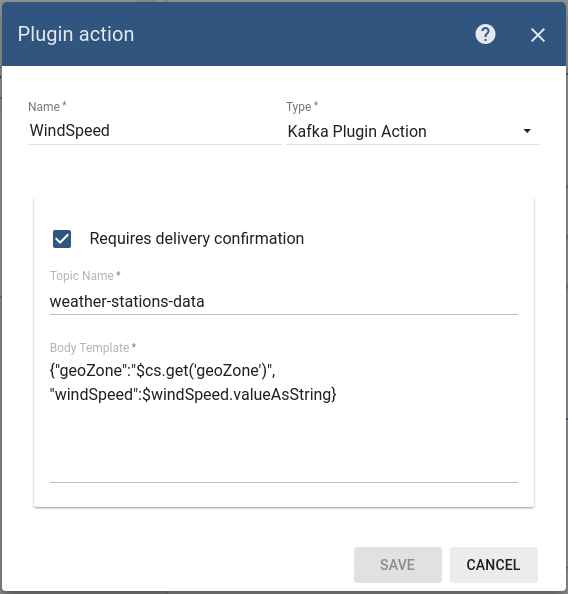 Plugin action
Name *
Type *
WindSpeed
Kafka Plugin Action
Requires delivery confirmation
Topic Name *
weather-stations-data
Body Template *
{"geoZone":"$cs.get('geoZone')",
"windSpeed":$windSpeed.valueAsString}
SAVE
CANCEL